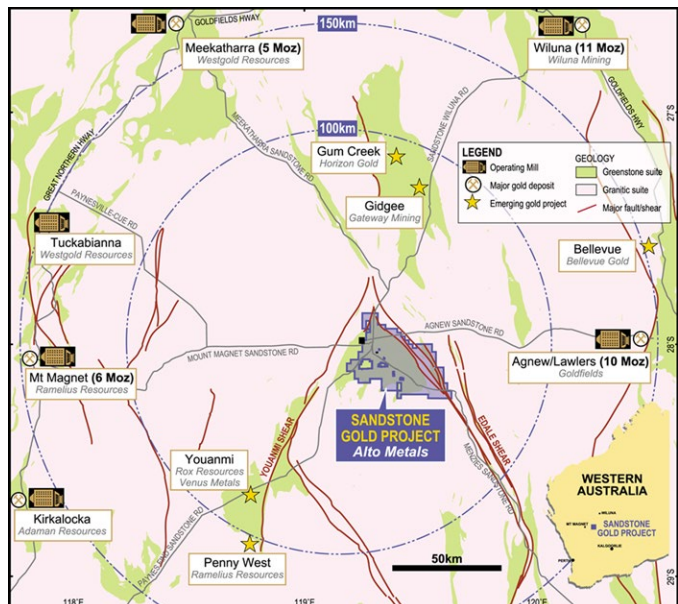 GOLDFIELDS HWY
150km
Meekatharra (5 Moz)
Westgold Resources
Wiluna (11 Moz)
Wiluna Mining
GOLDFIELDS HWY
GREAT NORTHERN HWY
MEEKATHARRA SANDSTONE RD
SANDSTONE WILUNA RD
100km
Gum Creek
Horizon Gold
Gidgee
Gateway Mining
27°S
LEGEND
Operating Mill
Major gold deposit
Emerging gold project
GEOLOGY
Greenstone suite
Granitic suite
Major fault/shear
PAYNESVILLE-CUE RD
Tuckabianna
Westgold Resources
Bellevue
Bellevue Gold
AGNEW SANDSTONE RD
MOUNT MAGNET SANDSTONE RD
28°S
Mt Magnet (6 Moz)
Ramelius Resources
Agnew/Lawlers (10 Moz)
Goldfields
SANDSTONE
GOLD PROJECT
Alto Metals
YOUANMI SHEAR
EDALE SHEAR
MENZIES SANDSTONE RD
Youanmi
Rox Resources
Venus Metals
Kirkalocka
Adaman Resources
PAYNES FIND SANDSTONE RD
Penny West
Ramelius Resources
50km
WESTERN
AUSTRALIA
WILUNA
MT MAGNET
SANDSTONE
GOLD PROJECT
KALGOORLIE
PERTH
118°E
119°E
120°E
29°S